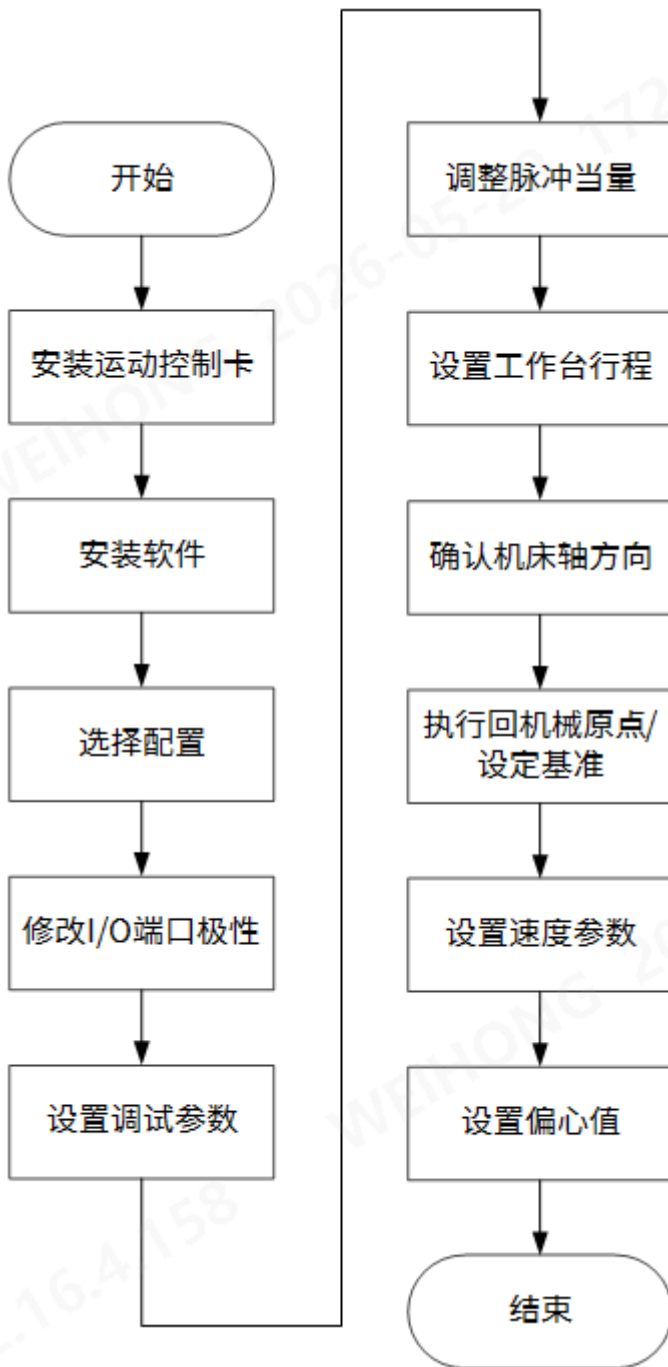 开始
安装运动控制卡
安装软件
选择配置
修改I/O端口极性
设置调试参数
调整脉冲当量
设置工作台行程
确认机床轴方向
执行回机械原点/
设定基准
设置速度参数
设置偏心值
结束